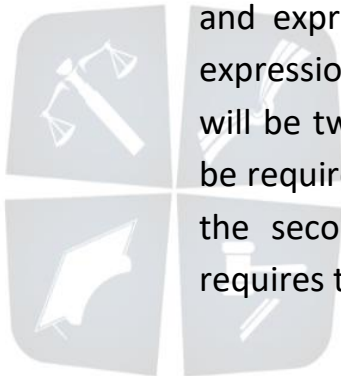 and expr
expressio
will be tw
be require
the seco
requires t